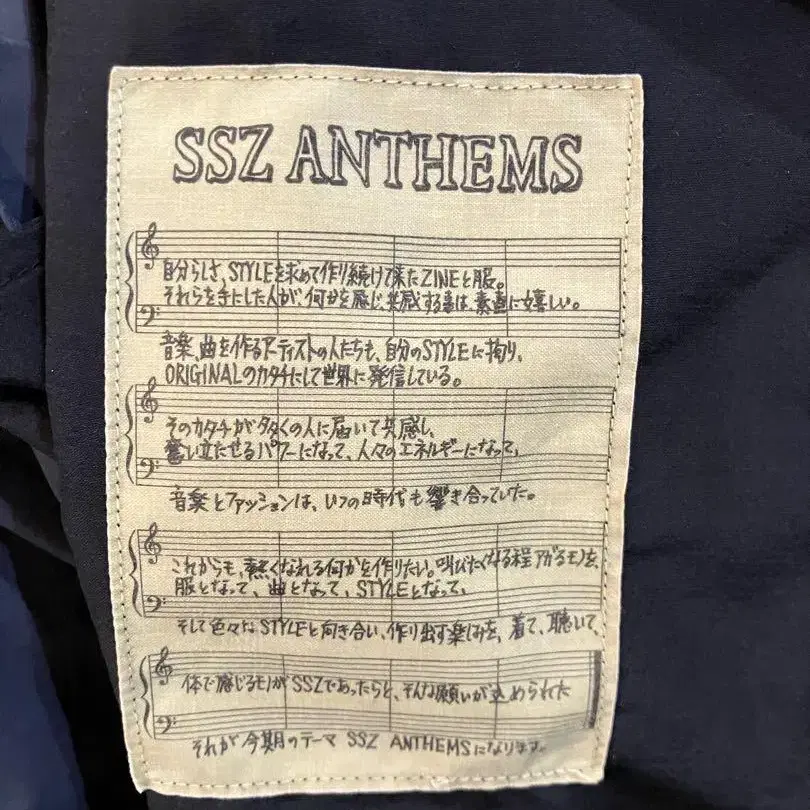 SSZ ANTHEMS
自分らしさ、STYLEを求めて作り続けて来たZINEと服。
それらを手にした人が、何かを感じ、共感する事は、素直に嬉しい。
音楽、曲を作るアーティストの人たちも、自分のSTYLEに拘り、
ORIGINALのカタチにして世界に発信している。
そのカタチが多くの人に届いて共感し、
奮い立たせるパワーになって、人々のエネルギーになって、
音楽とファッションは、いつの時代も響き合っていた。
これからも、熱くなれる何かを作りたい。叫びたくなる程アガるモノを、
服となって、曲となって、STYLEとなって、
そして色々なSTYLEと向き合い、作り出す楽しみを、着て、聴いて、
体で感じるモノがSSZであったらと、そんな願いが込められた
それが今期のテーマ SSZ ANTHEMSになります。